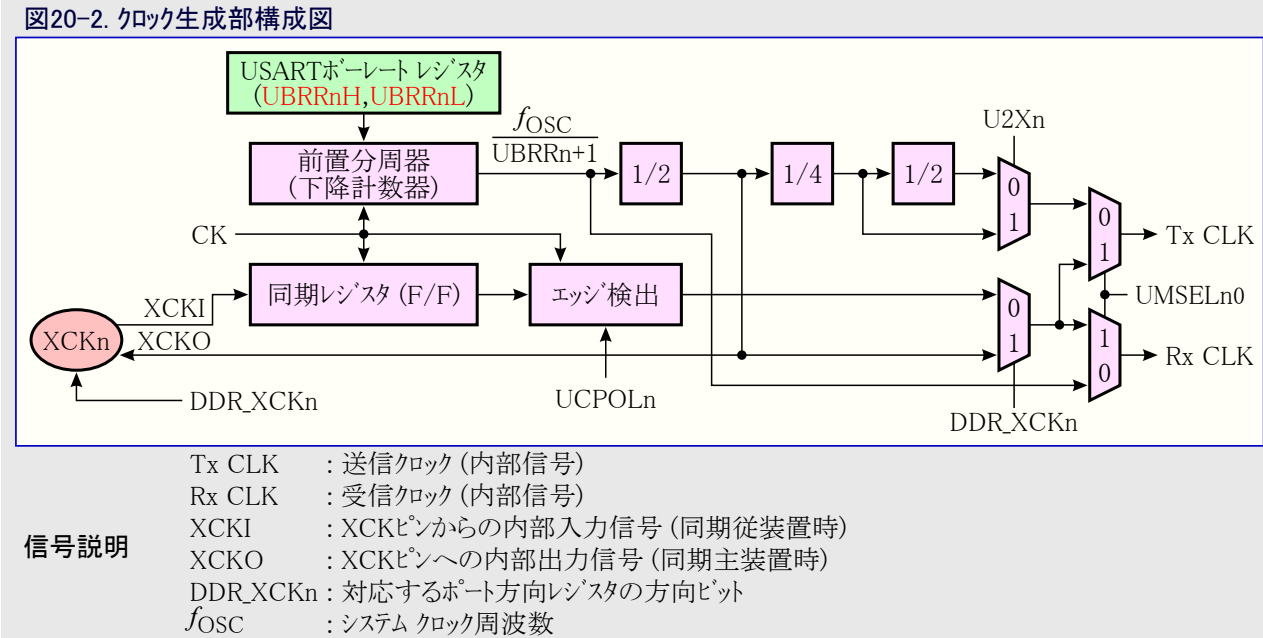 図20-2. クロック生成部構成図
USARTボーレート レジスタ
(UBRRnH,UBRRnL)
fOSC
UBRRn+1
U2Xn
前置分周器
(下降計数器)
1/2
1/4
1/2
0
1
0
1
Tx CLK
CK
同期レジスタ (F/F)
エッジ検出
XCKI
XCKn
XCKO
0
1
UMSELn0
1
0
Rx CLK
DDR_XCKn
UCPOLn
DDR_XCKn
信号説明
Tx CLK : 送信クロック (内部信号)
Rx CLK : 受信クロック (内部信号)
XCKI : XCKピンからの内部入力信号 (同期従装置時)
XCKO : XCKピンへの内部出力信号 (同期主装置時)
DDR_XCKn : 対応するポート方向レジスタの方向ビット
fOSC : システム クロック周波数